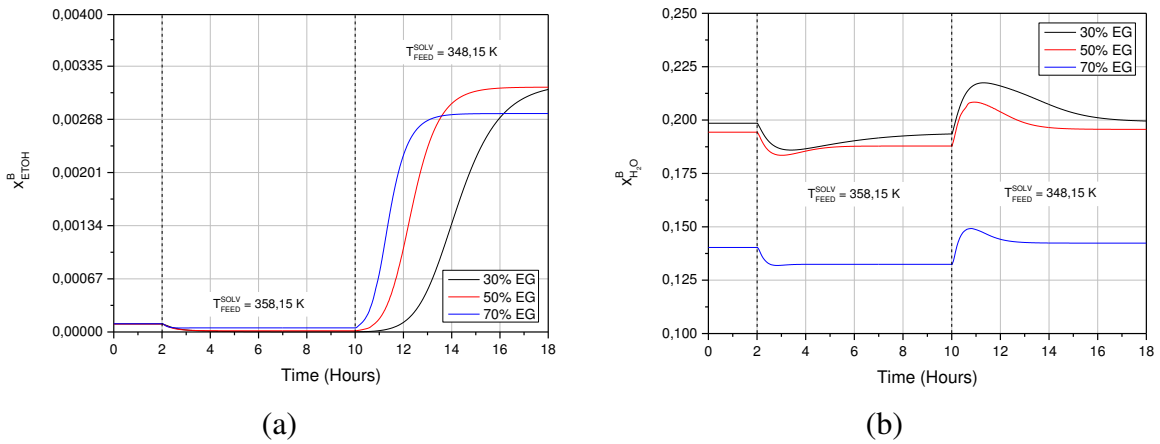 0,00400
0,00335
0,00268
0,00201
0,00134
0,00067
0,00000
X^B_ETOH
T^SOLV_FEED = 348,15 K
T^SOLV_FEED = 358,15 K
30% EG
50% EG
70% EG
0 2 4 6 8 10 12 14 16 18
Time (Hours)
(a)
0,250
0,225
0,200
0,175
0,150
0,125
0,100
X^B_H₂O
30% EG
50% EG
70% EG
T^SOLV_FEED = 358,15 K
T^SOLV_FEED = 348,15 K
0 2 4 6 8 10 12 14 16 18
Time (Hours)
(b)